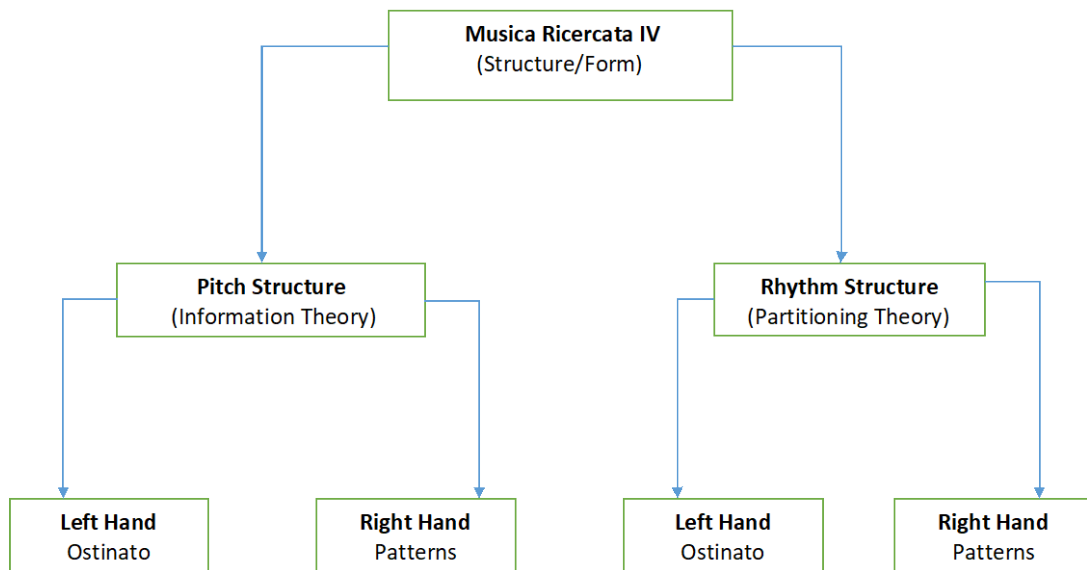 Musica Ricercata IV
(Structure/Form)
Pitch Structure
(Information Theory)
Rhythm Structure
(Partitioning Theory)
Left Hand
Ostinato
Right Hand
Patterns
Left Hand
Ostinato
Right Hand
Patterns